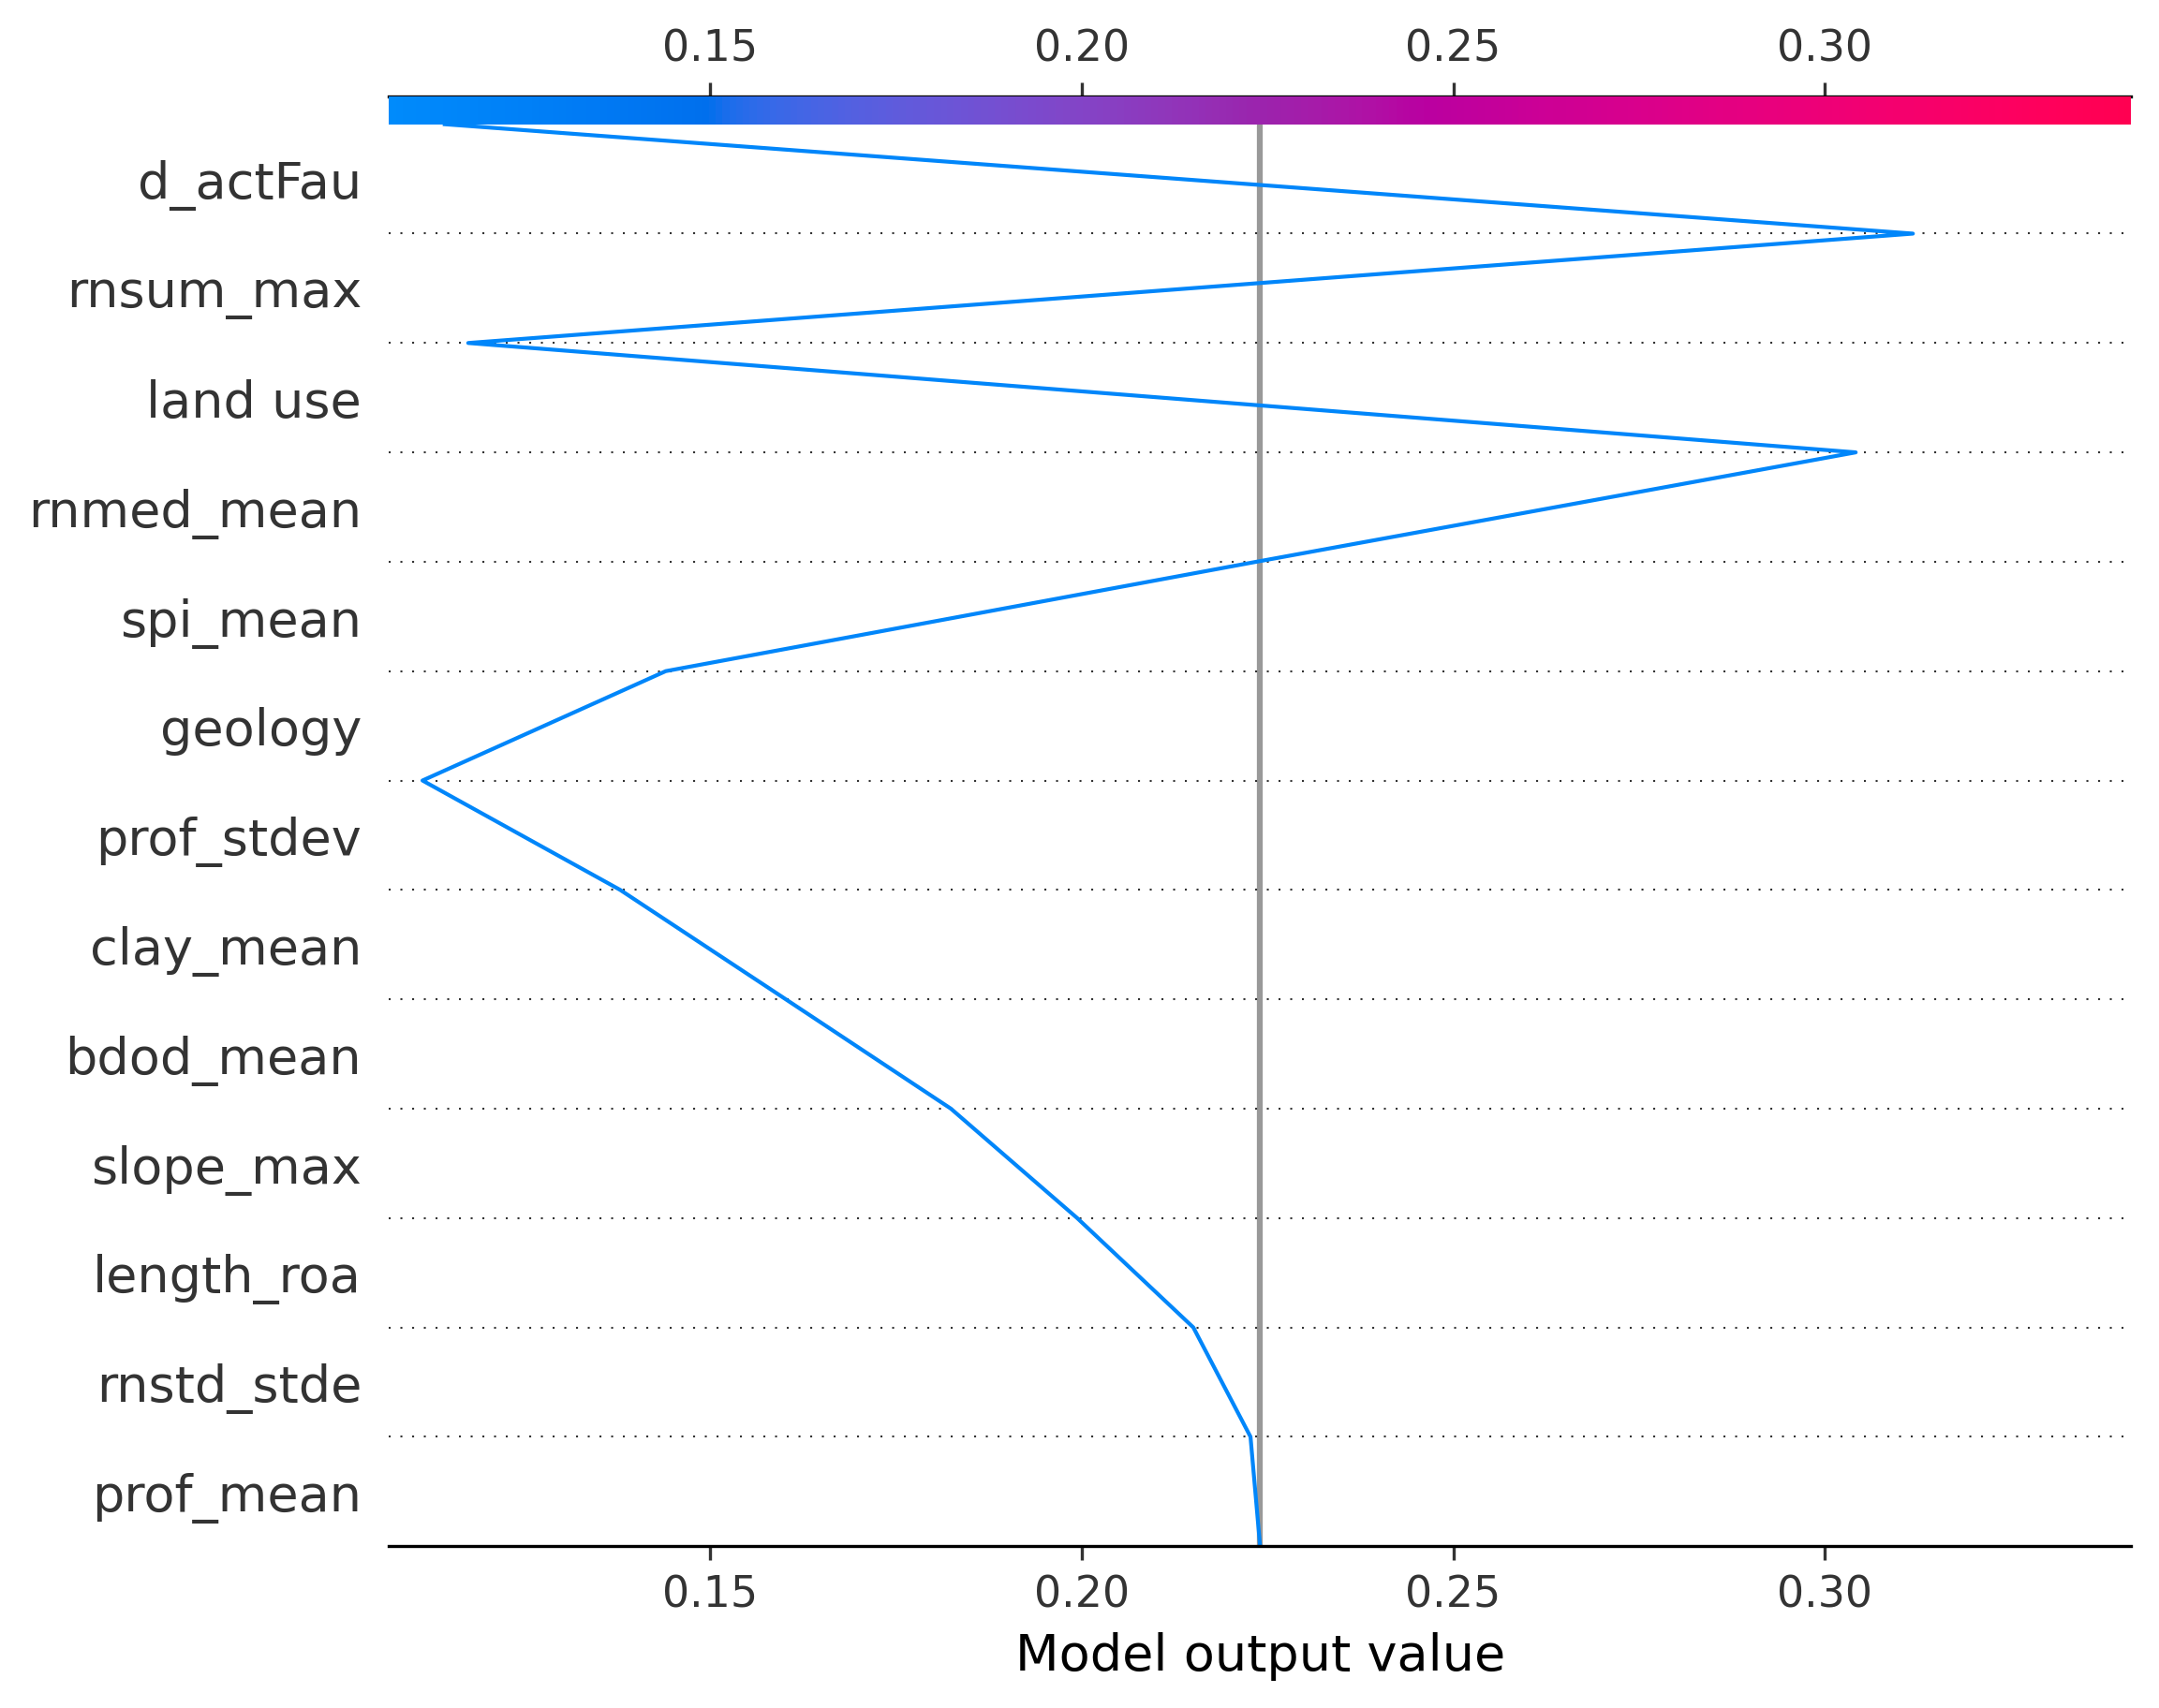 0.15 0.20 0.25 0.30
d_actFau
rnsum_max
land use
rnmed_mean
spi_mean
geology
prof_stdev
clay_mean
bdod_mean
slope_max
length_roa
rnstd_stde
prof_mean
0.15 0.20 0.25 0.30
Model output value